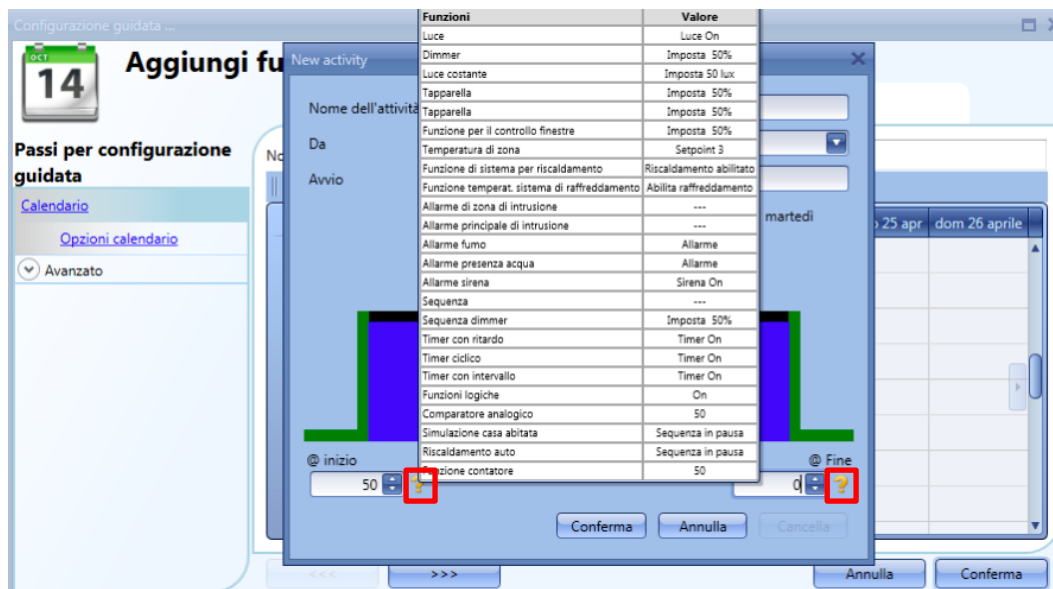 Configurazione guidata ...
OCT
14
Aggiungi fu
Passi per configurazione
guidata
Calendario
Opzioni calendario
Avanzato
No
New activity
Nome dell'attività
Da
Avvio
martedì
25 apr
dom 26 aprile
Funzioni Valore
Luce Luce On
Dimmer Imposta 50%
Luce costante Imposta 50 lux
Tapparella Imposta 50%
Tapparella Imposta 50%
Funzione per il controllo finestre Imposta 50%
Temperatura di zona Setpoint 3
Funzione di sistema per riscaldamento Riscaldamento abilitato
Funzione temperat. sistema di raffreddamento Abilita raffreddamento
Allarme di zona di intrusione ---
Allarme principale di intrusione ---
Allarme fumo Allarme
Allarme presenza acqua Allarme
Allarme sirena Sirena On
Sequenza ---
Sequenza dimmer Imposta 50%
Timer con ritardo Timer On
Timer ciclico Timer On
Timer con intervallo Timer On
Funzioni logiche On
Comparatore analogico 50
Simulazione casa abitata Sequenza in pausa
Riscaldamento auto Sequenza in pausa
Funzione contatore 50
@ inizio @ Fine
50 ? 0 ?
Conferma Annulla Cancella
<<< >>> Annulla Conferma